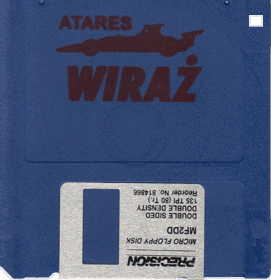 ATARES
WIRAŻ
PRECISION
MICRO FLOPPY DISK
MF2DD
DOUBLE SIDED
DOUBLE DENSITY
135 TPI (80 Tr.)
Reorder No. 814866